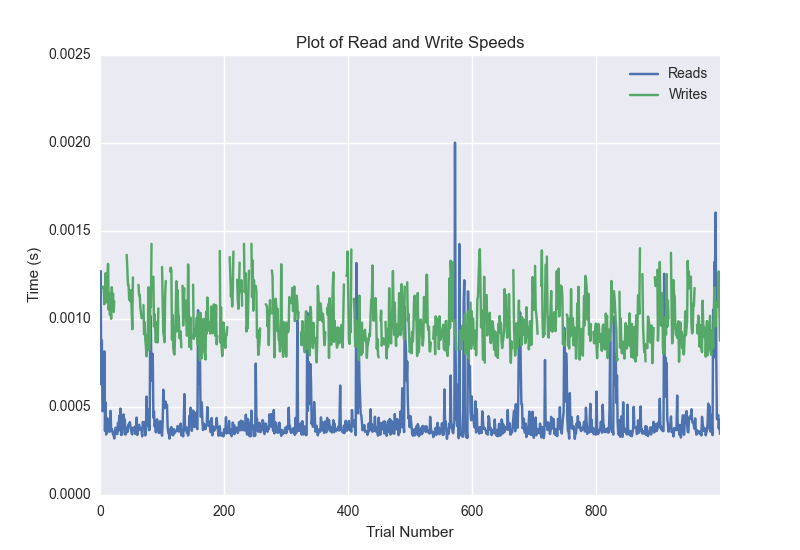 Plot of Read and Write Speeds
0.0025
0.0020
0.0015
0.0010
0.0005
0.0000
Time (s)
Reads
Writes
0
200
400
600
800
Trial Number